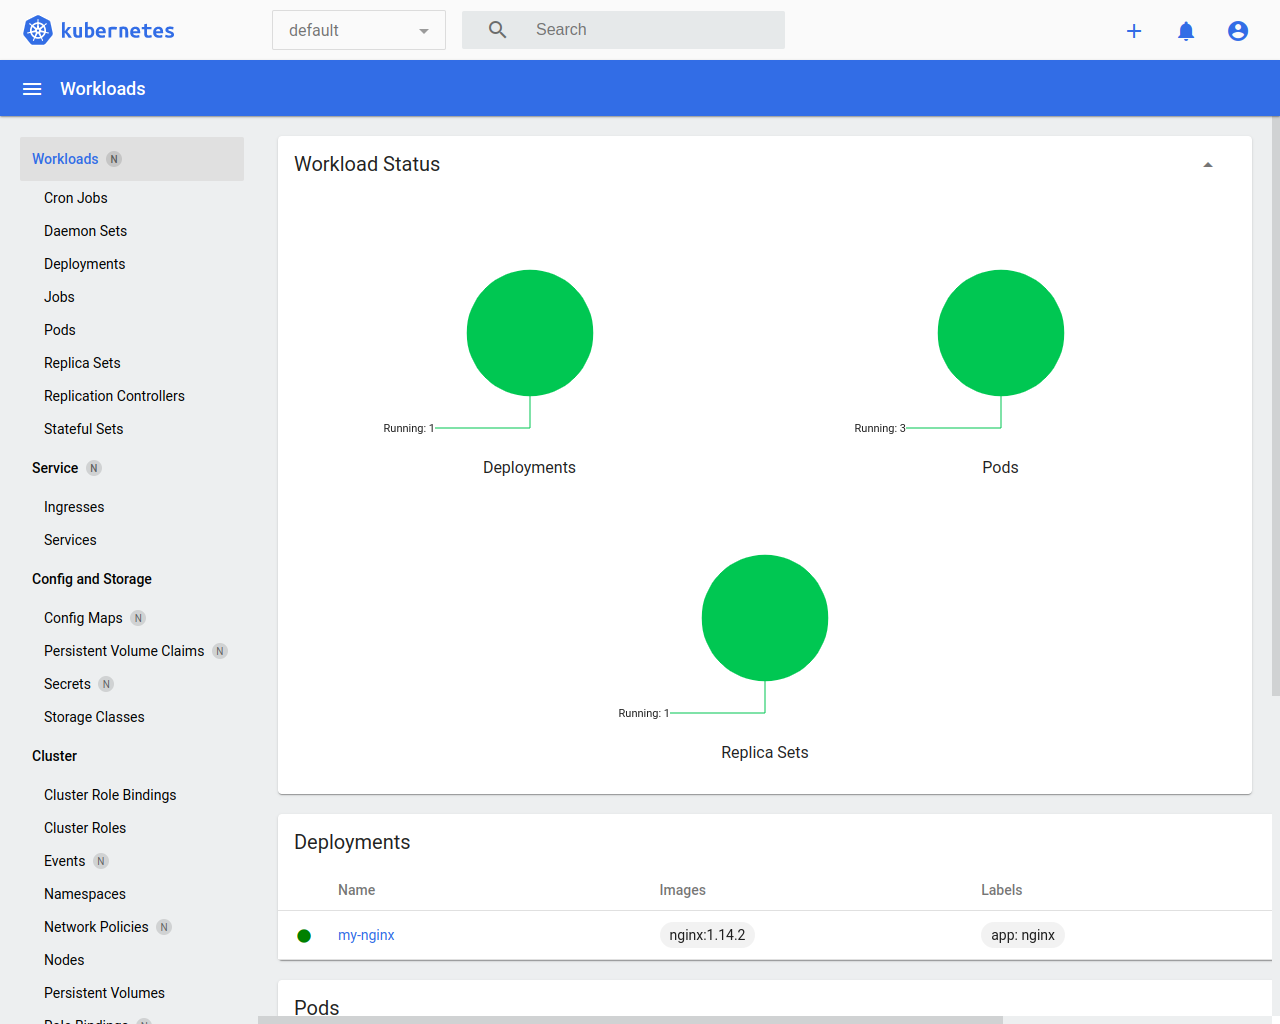 kubernetes
default
Search
Workloads
Workloads N
Cron Jobs
Daemon Sets
Deployments
Jobs
Pods
Replica Sets
Replication Controllers
Stateful Sets
Service N
Ingresses
Services
Config and Storage
Config Maps N
Persistent Volume Claims N
Secrets N
Storage Classes
Cluster
Cluster Role Bindings
Cluster Roles
Events N
Namespaces
Network Policies N
Nodes
Persistent Volumes
Role Bindings N
Workload Status
Running: 1
Deployments
Running: 3
Pods
Running: 1
Replica Sets
Deployments
Name Images Labels
my-nginx nginx:1.14.2 app: nginx
Pods